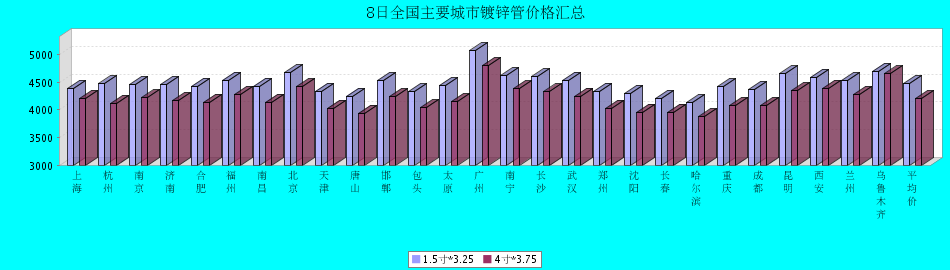 8日全国主要城市镀锌管价格汇总
5000
4500
4000
3500
3000
上海
杭州
南京
济南
合肥
福州
南昌
北京
天津
唐山
邯郸
包头
太原
广州
南宁
长沙
武汉
郑州
沈阳
长春
哈尔滨
重庆
成都
昆明
西安
兰州
乌鲁木齐
平均价
1.5寸*3.25
4寸*3.75